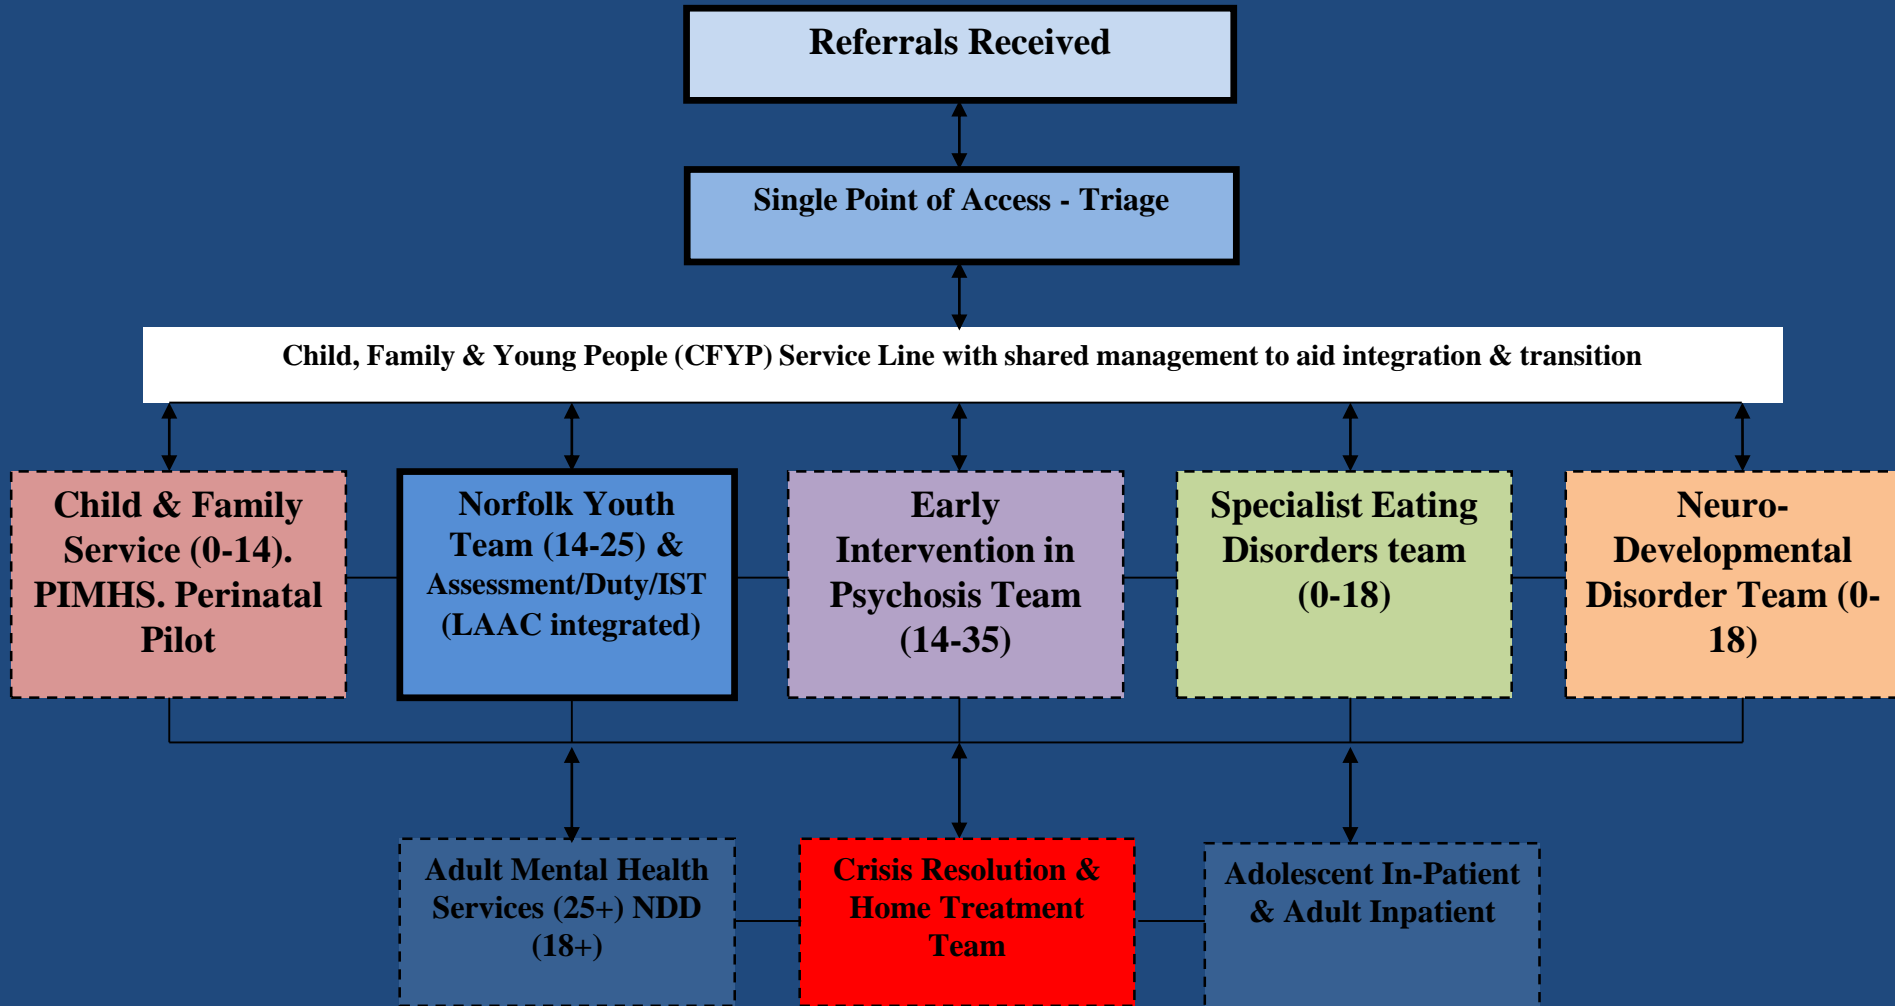 Referrals Received
Single Point of Access - Triage
Child, Family & Young People (CFYP) Service Line with shared management to aid integration & transition
Child & Family
Service (0-14).
PIMHS. Perinatal
Pilot
Norfolk Youth
Team (14-25) &
Assessment/Duty/IST
(LAAC integrated)
Early
Intervention in
Psychosis Team
(14-35)
Specialist Eating
Disorders team
(0-18)
Neuro-
Developmental
Disorder Team (0-
18)
Adult Mental Health
Services (25+) NDD
(18+)
Crisis Resolution &
Home Treatment
Team
Adolescent In-Patient
& Adult Inpatient